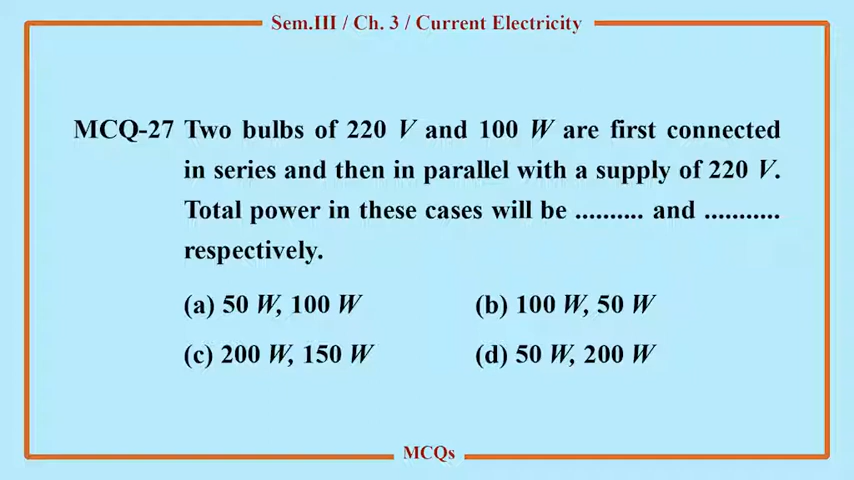 Sem.III / Ch. 3 / Current Electricity
MCQ-27 Two bulbs of 220 V and 100 W are first connected
in series and then in parallel with a supply of 220 V.
Total power in these cases will be .......... and ...........
respectively.
(a) 50 W, 100 W (b) 100 W, 50 W
(c) 200 W, 150 W (d) 50 W, 200 W
MCQs